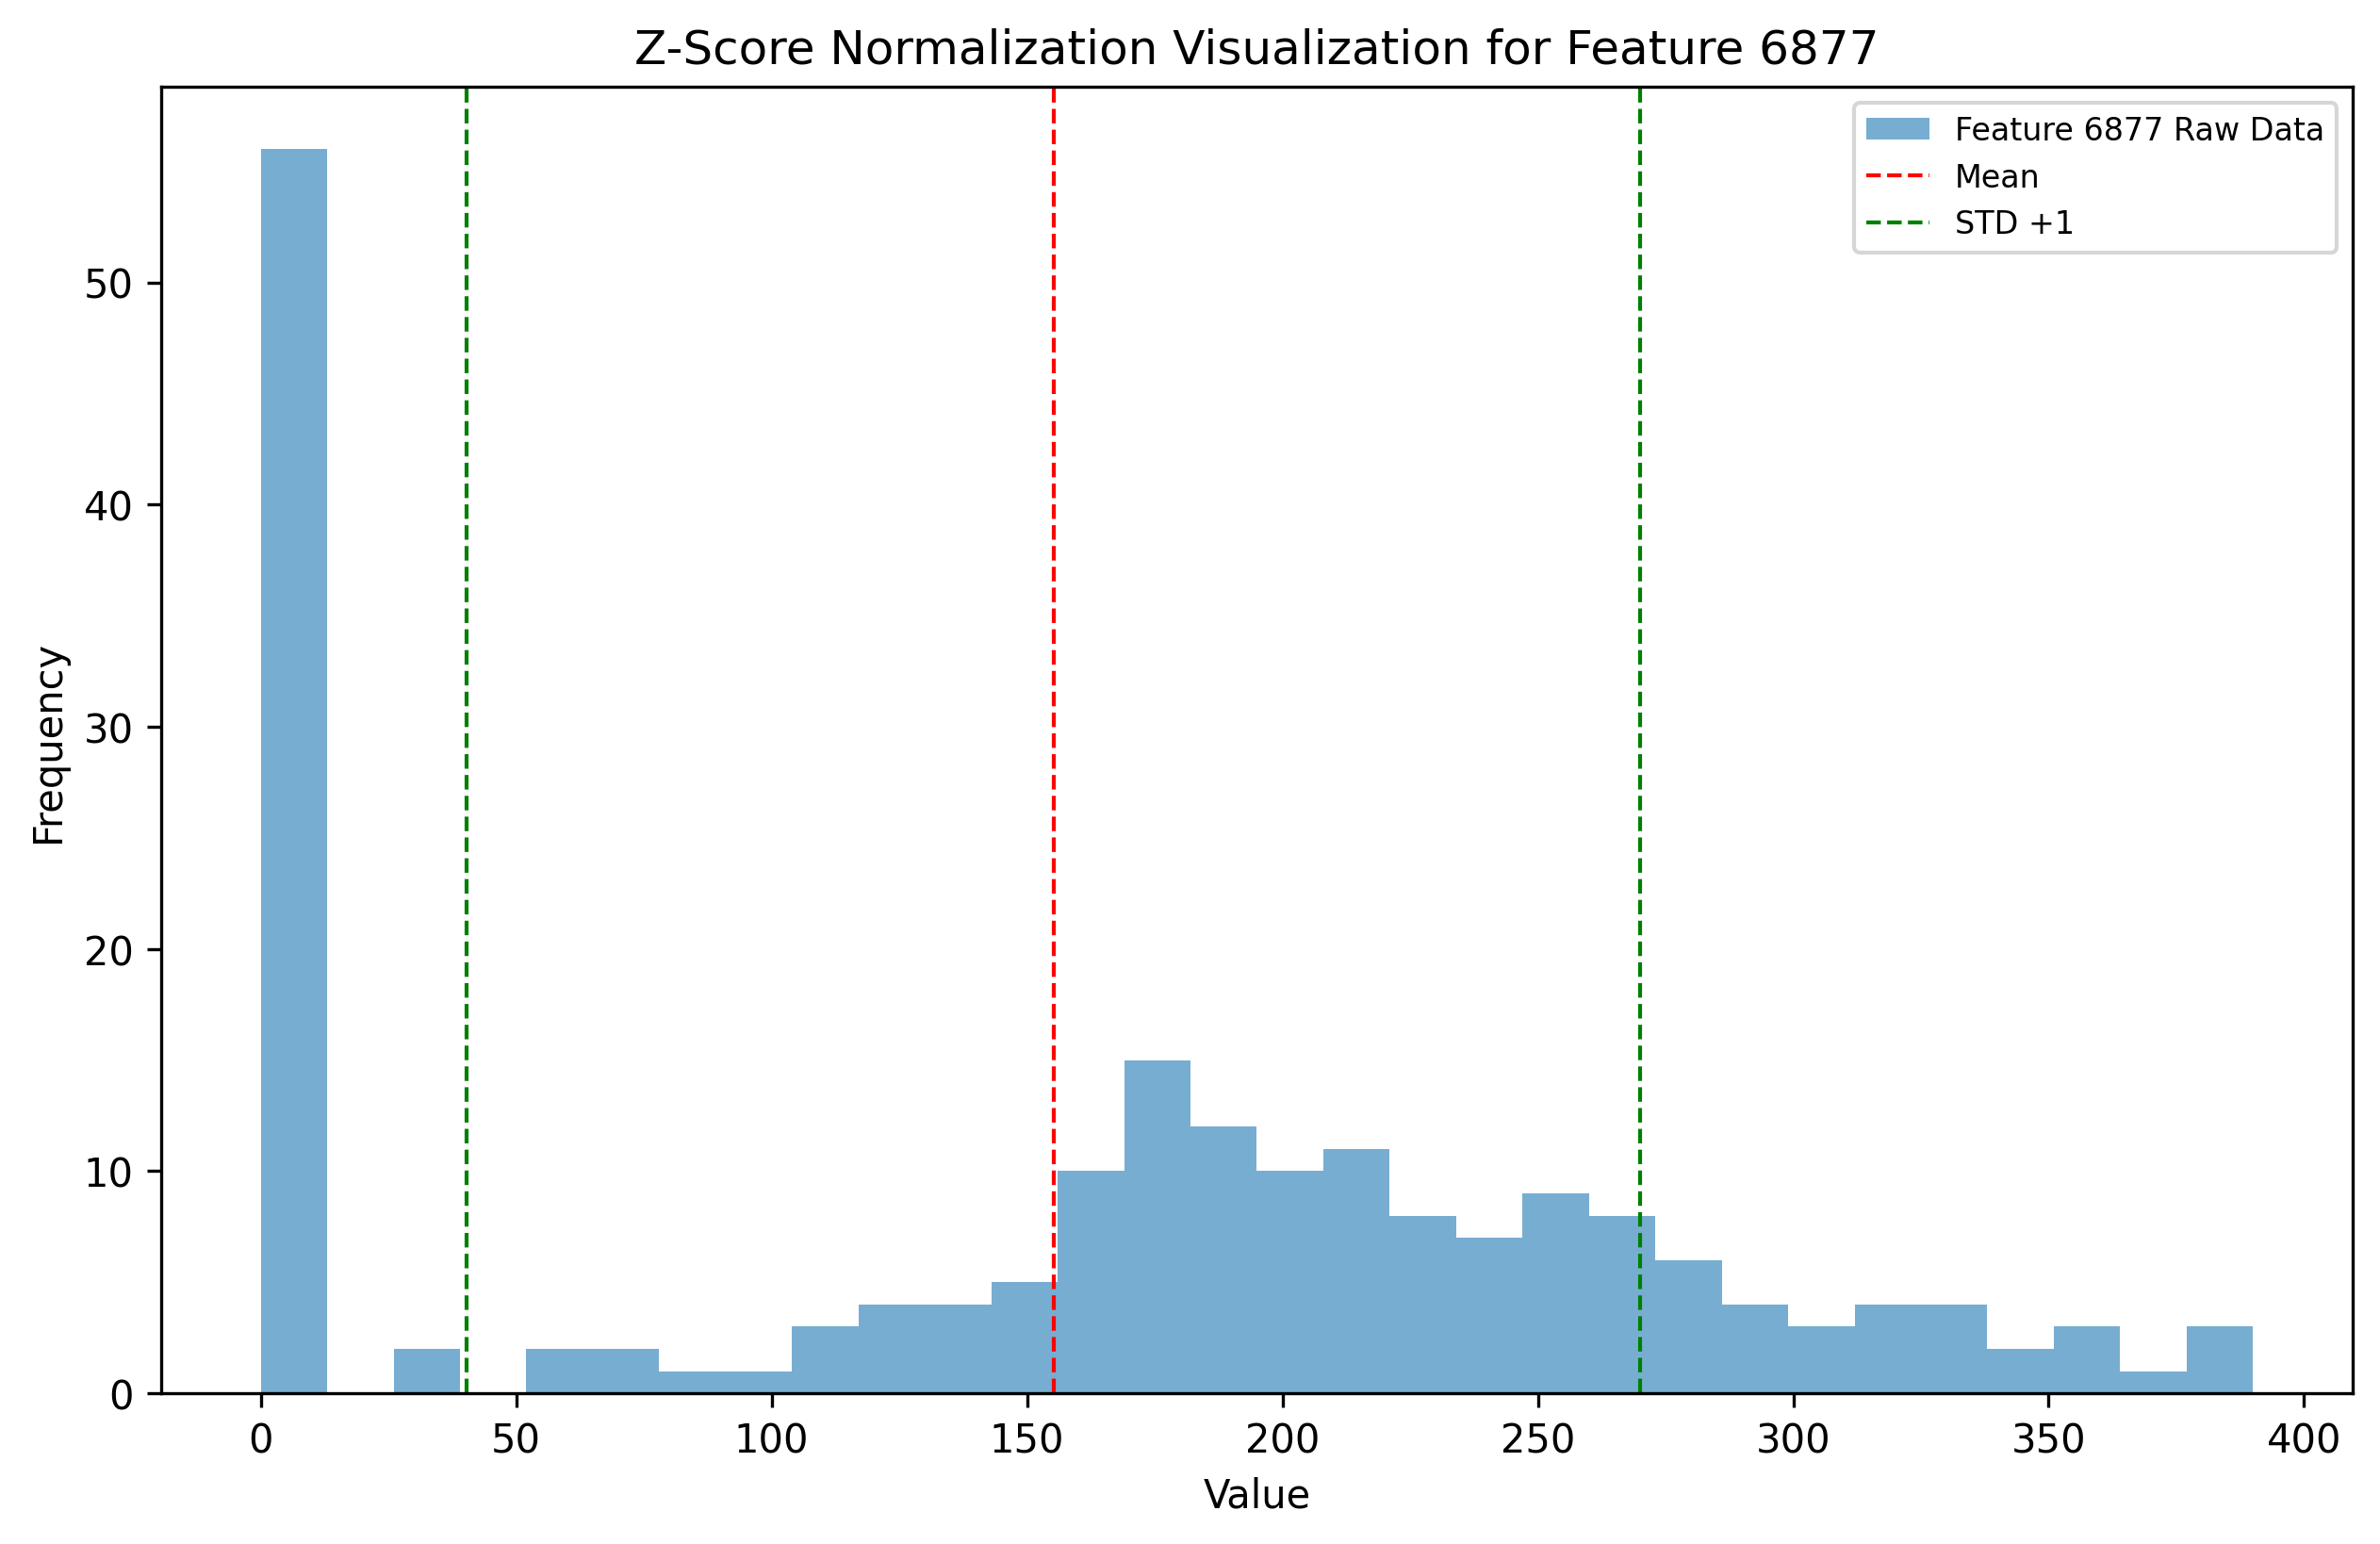 Z-Score Normalization Visualization for Feature 6877
Feature 6877 Raw Data
Mean
STD +1
Frequency
50
40
30
20
10
0
0 50 100 150 200 250 300 350 400
Value